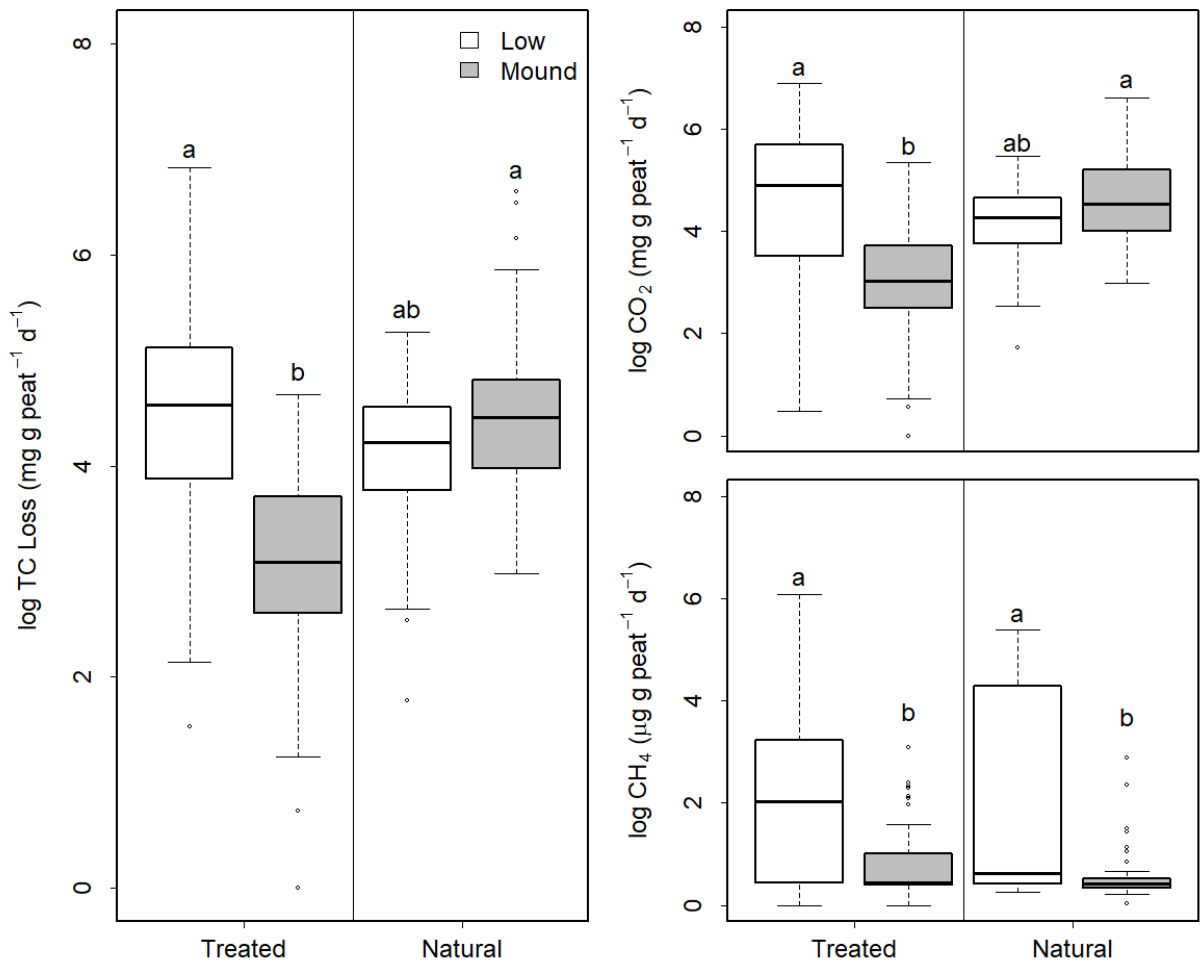 log TC Loss (mg g peat⁻¹ d⁻¹)
8
6
4
2
0
Low
Mound
a
b
ab
a
Treated
Natural
log CO₂ (mg g peat⁻¹ d⁻¹)
8
6
4
2
0
a
b
ab
a
log CH₄ (μg g peat⁻¹ d⁻¹)
8
6
4
2
0
a
b
a
b
Treated
Natural